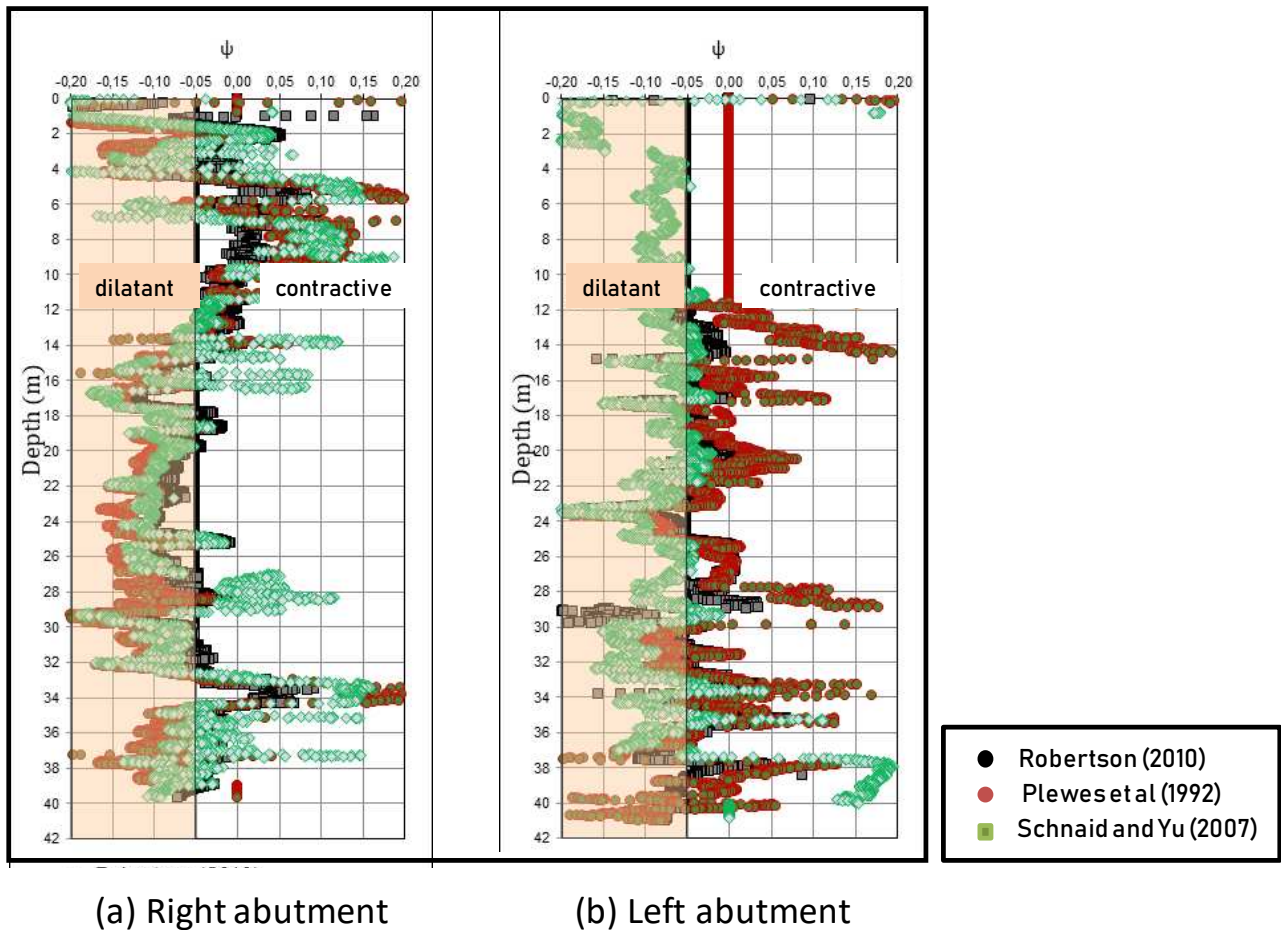 ψ
-0,20 -0,15 -0,10 -0,05 0,00 0,05 0,10 0,15 0,20
0
2
4
6
8
10
12
14
16
18
20
22
24
26
28
30
32
34
36
38
40
42
Depth (m)
dilatant
contractive
ψ
-0,20 -0,15 -0,10 -0,05 0,00 0,05 0,10 0,15 0,20
0
2
4
6
8
10
12
14
16
18
20
22
24
26
28
30
32
34
36
38
40
42
Depth (m)
dilatant
contractive
Robertson (2010)
Plewes et al (1992)
Schnaid and Yu (2007)
(a) Right abutment
(b) Left abutment